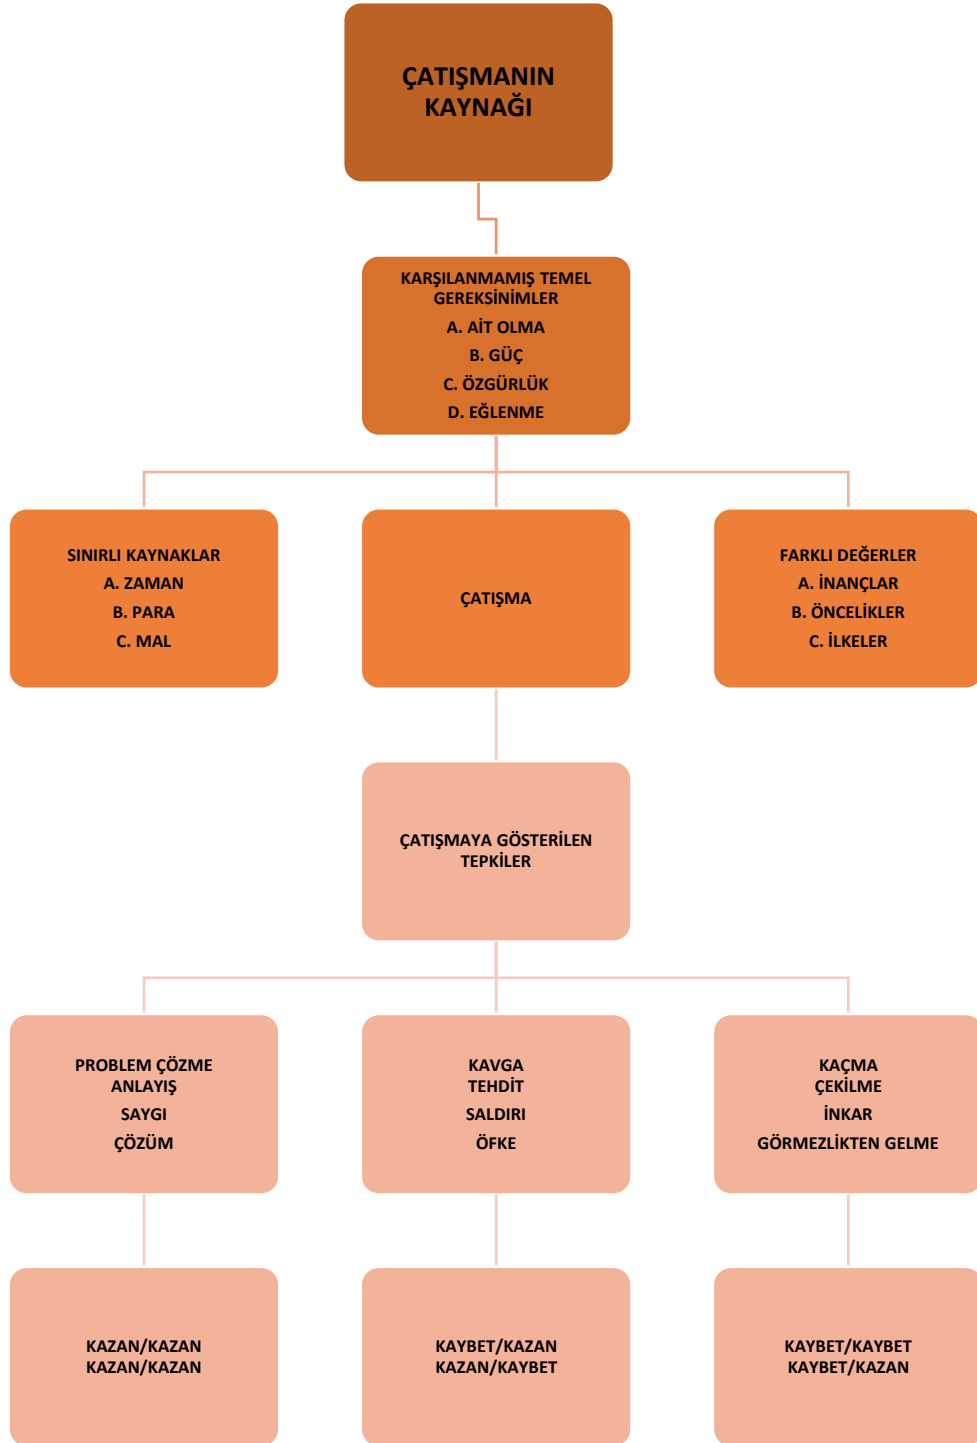 ÇATIŞMANIN
KAYNAĞI
KARŞILANMAMIŞ TEMEL
GEREKSİNİMLER
A. AİT OLMA
B. GÜÇ
C. ÖZGÜRLÜK
D. EĞLENME
SINIRLI KAYNAKLAR
A. ZAMAN
B. PARA
C. MAL
ÇATIŞMA
FARKLI DEĞERLER
A. İNANÇLAR
B. ÖNCELİKLER
C. İLKELER
ÇATIŞMAYA GÖSTERİLEN
TEPKİLER
PROBLEM ÇÖZME
ANLAYIŞ
SAYGI
ÇÖZÜM
KAVGA
TEHDİT
SALDIRI
ÖFKE
KAÇMA
ÇEKİLME
İNKAR
GÖRMEZLİKTEN GELME
KAZAN/KAZAN
KAZAN/KAZAN
KAYBET/KAZAN
KAZAN/KAYBET
KAYBET/KAYBET
KAYBET/KAZAN